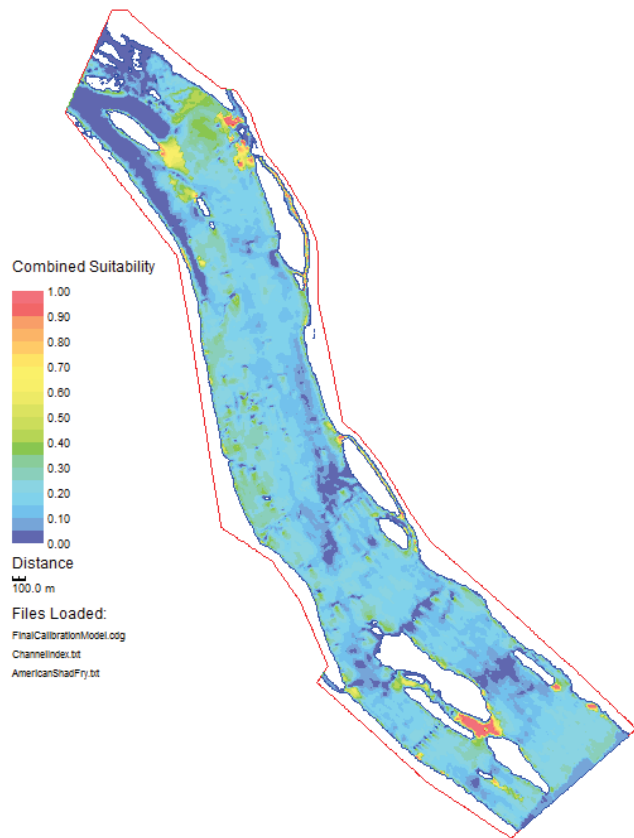 Combined Suitability
1.00
0.90
0.80
0.70
0.60
0.50
0.40
0.30
0.20
0.10
0.00
Distance
100.0 m
Files Loaded:
FinalCalibrationModel.cdg
ChannelIndex.txt
AmericanShadFry.txt